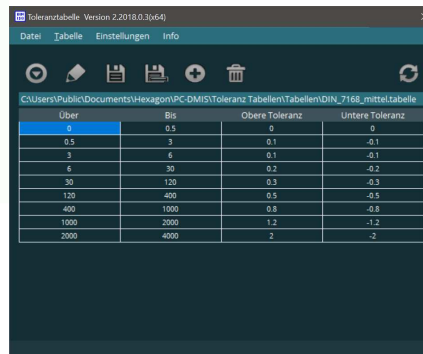 Toleranztabelle Version 2.2018.0.3(x64)
Datei Tabelle Einstellungen Info
C:\Users\Public\Documents\Hexagon\PC-DMIS\Toleranz Tabellen\Tabellen\DIN_7168_mittel.tabelle
Über Bis Obere Toleranz Untere Toleranz
0 0.5 0 0
0.5 3 0.1 -0.1
3 6 0.1 -0.1
6 30 0.2 -0.2
30 120 0.3 -0.3
120 400 0.5 -0.5
400 1000 0.8 -0.8
1000 2000 1.2 -1.2
2000 4000 2 -2